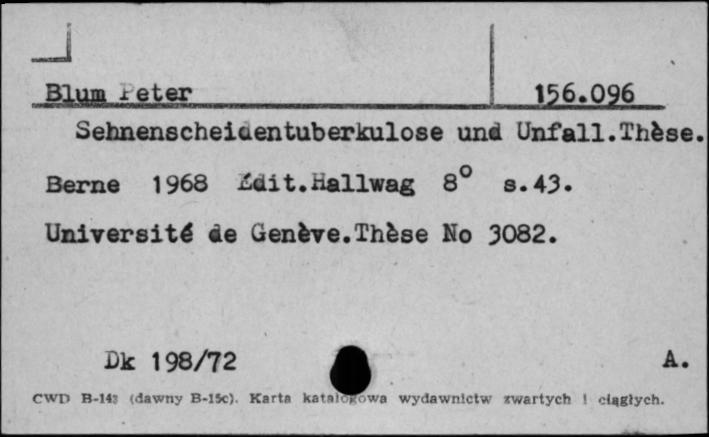 Blum Peter 156.096
Sehnenscheidentuberkulose und Unfall.Thèse.
Berne 1968 Édit.Hallwag 8° s.43.
Université de Genève.Thèse No 3082.
Dk 198/72 A.
CWD B-143 (dawny B-15c). Karta katalogowa wydawnictw zwartych i ciągłych.